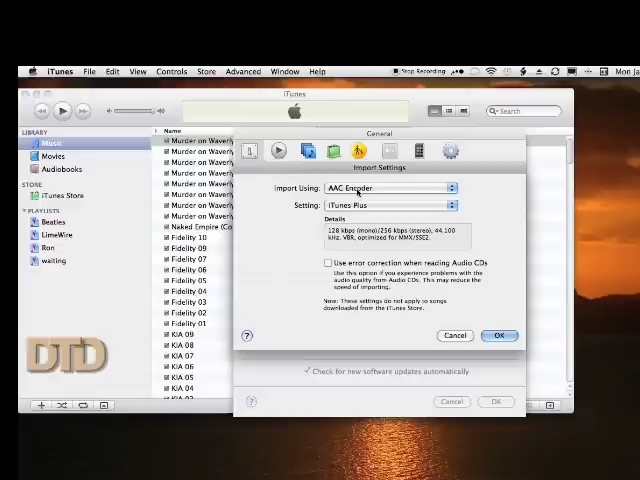 iTunes File Edit View Controls Store Advanced Window Help Stop Recording Mon Ja
iTunes
Search
LIBRARY
Music
Movies
Audiobooks
STORE
iTunes Store
PLAYLISTS
Beatles
LimeWire
Ron
waiting
DTD
Name
Murder on Waverly
Murder on Waverly
Murder on Waverly
Murder on Waverly
Murder on Waverly
Murder on Waverly
Murder on Waverly
Murder on Waverly
Naked Empire (Co
Fidelity 10
Fidelity 09
Fidelity 07
Fidelity 06
Fidelity 05
Fidelity 04
Fidelity 03
Fidelity 02
Fidelity 01
KIA 09
KIA 08
KIA 07
KIA 06
KIA 05
KIA 04
KIA 03
General
Import Settings
Import Using: AAC Encoder
Setting: iTunes Plus
Details
128 kbps (mono)/256 kbps (stereo), 44.100
kHz, VBR, optimized for MMX/SSE2.
Use error correction when reading Audio CDs
Use this option if you experience problems with the
audio quality from Audio CDs. This may reduce the
speed of importing.
Note: These settings do not apply to songs
downloaded from the iTunes Store.
? Cancel OK
Check for new software updates automatically
? Cancel OK